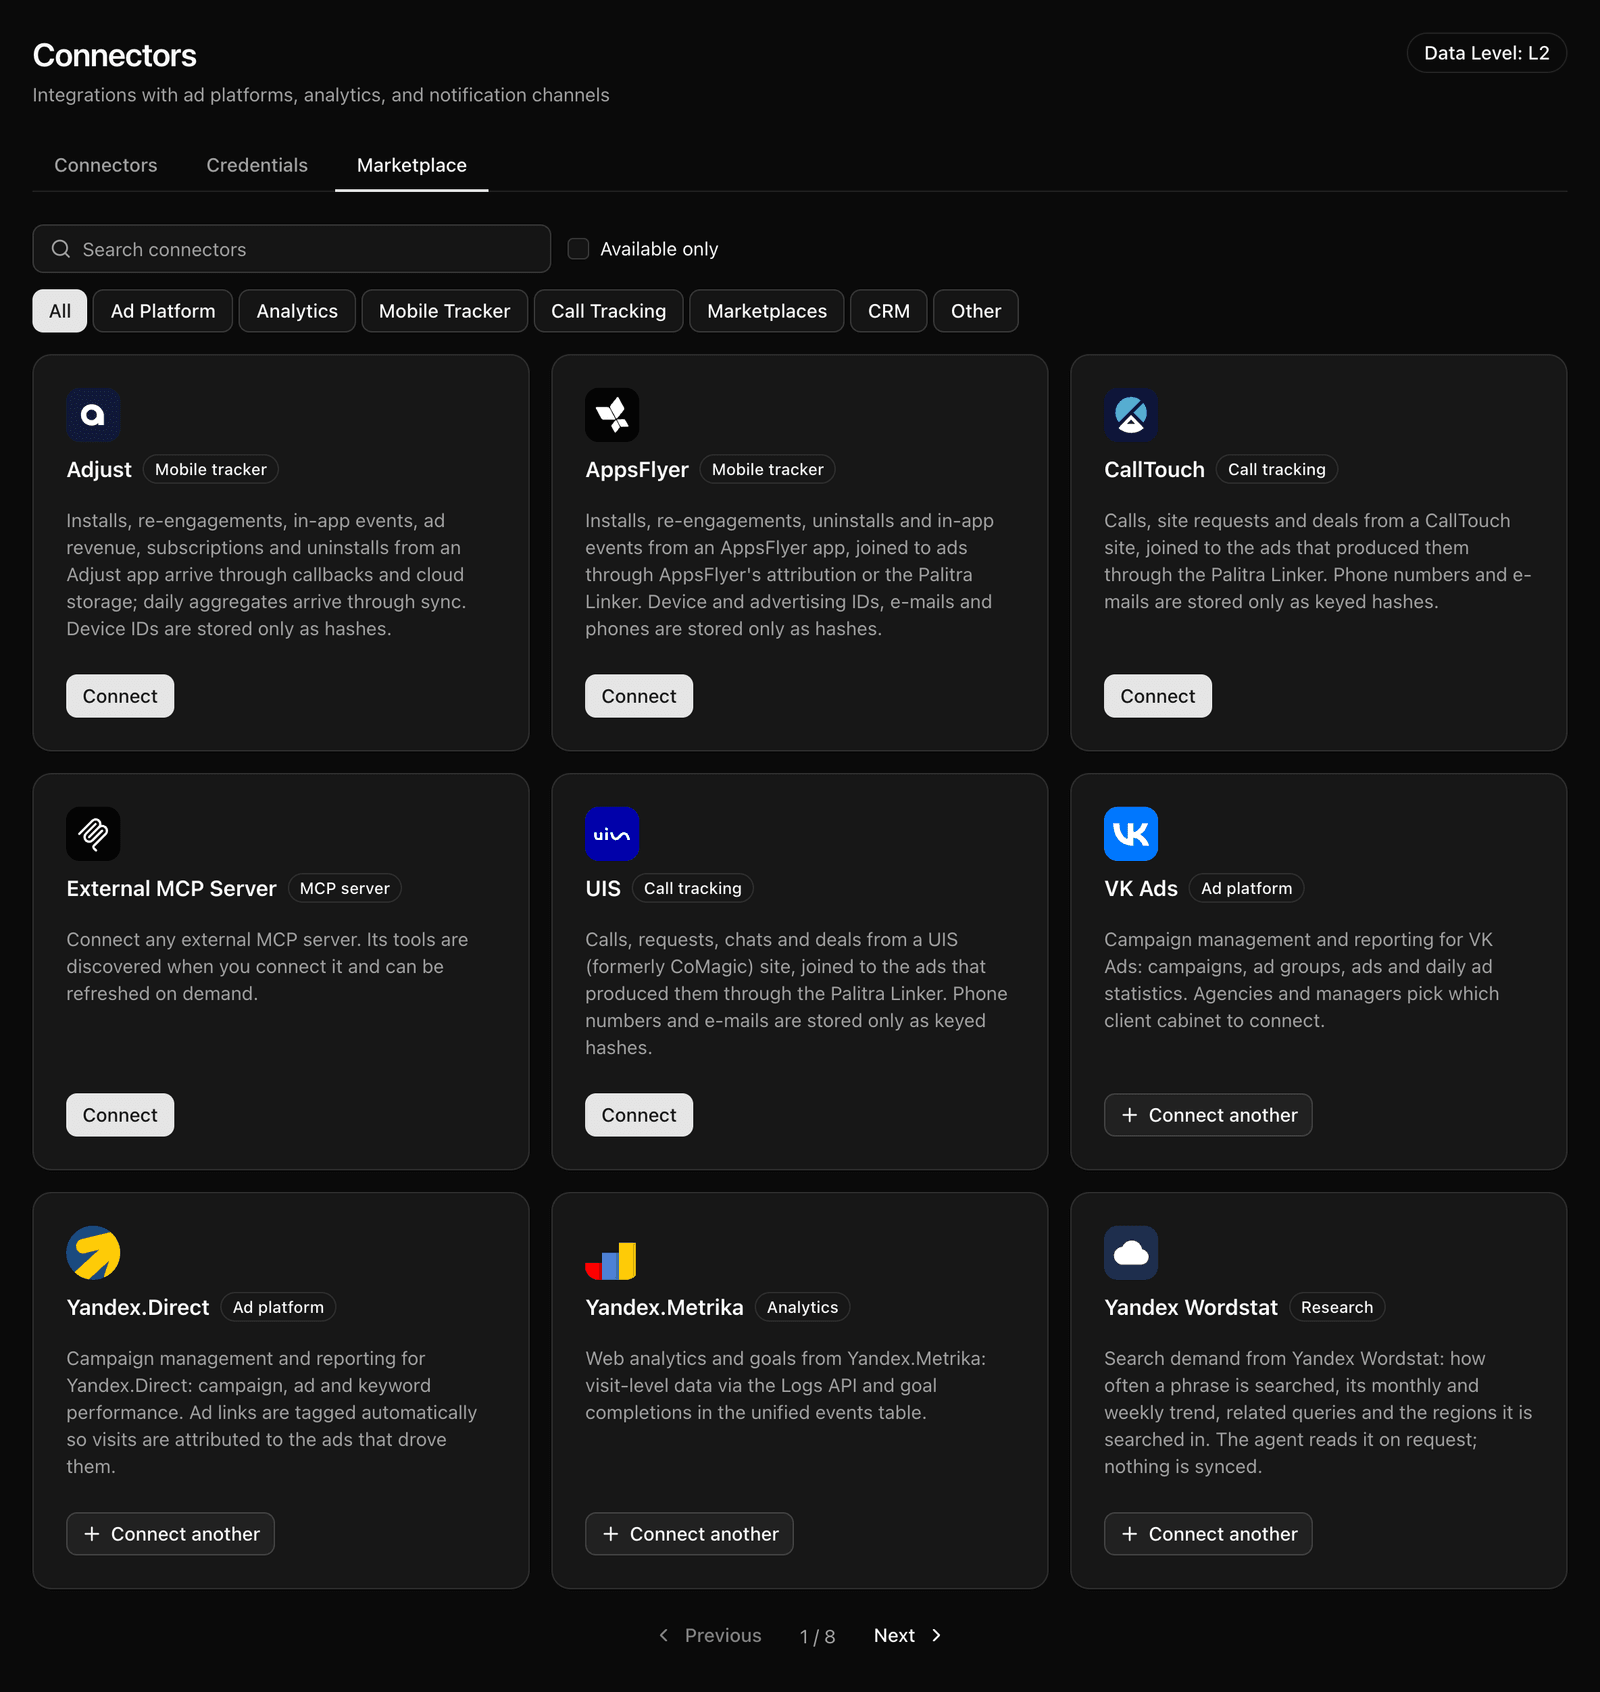 Connectors
Data Level: L2
Integrations with ad platforms, analytics, and notification channels
Connectors
Credentials
Marketplace
Search connectors
Available only
All
Ad Platform
Analytics
Mobile Tracker
Call Tracking
Marketplaces
CRM
Other
Adjust
Mobile tracker
Installs, re-engagements, in-app events, ad
revenue, subscriptions and uninstalls from an
Adjust app arrive through callbacks and cloud
storage; daily aggregates arrive through sync.
Device IDs are stored only as hashes.
Connect
AppsFlyer
Mobile tracker
Installs, re-engagements, uninstalls and in-app
events from an AppsFlyer app, joined to ads
through AppsFlyer's attribution or the Palitra
Linker. Device and advertising IDs, e-mails and
phones are stored only as hashes.
Connect
CallTouch
Call tracking
Calls, site requests and deals from a CallTouch
site, joined to the ads that produced them
through the Palitra Linker. Phone numbers and e-
mails are stored only as keyed hashes.
Connect
External MCP Server
MCP server
Connect any external MCP server. Its tools are
discovered when you connect it and can be
refreshed on demand.
Connect
uis
UIS
Call tracking
Calls, requests, chats and deals from a UIS
(formerly CoMagic) site, joined to the ads that
produced them through the Palitra Linker. Phone
numbers and e-mails are stored only as keyed
hashes.
Connect
VK
VK Ads
Ad platform
Campaign management and reporting for VK
Ads: campaigns, ad groups, ads and daily ad
statistics. Agencies and managers pick which
client cabinet to connect.
+ Connect another
Yandex.Direct
Ad platform
Campaign management and reporting for
Yandex.Direct: campaign, ad and keyword
performance. Ad links are tagged automatically
so visits are attributed to the ads that drove
them.
+ Connect another
Yandex.Metrika
Analytics
Web analytics and goals from Yandex.Metrika:
visit-level data via the Logs API and goal
completions in the unified events table.
+ Connect another
Yandex Wordstat
Research
Search demand from Yandex Wordstat: how
often a phrase is searched, its monthly and
weekly trend, related queries and the regions it is
searched in. The agent reads it on request;
nothing is synced.
+ Connect another
Previous
1 / 8
Next